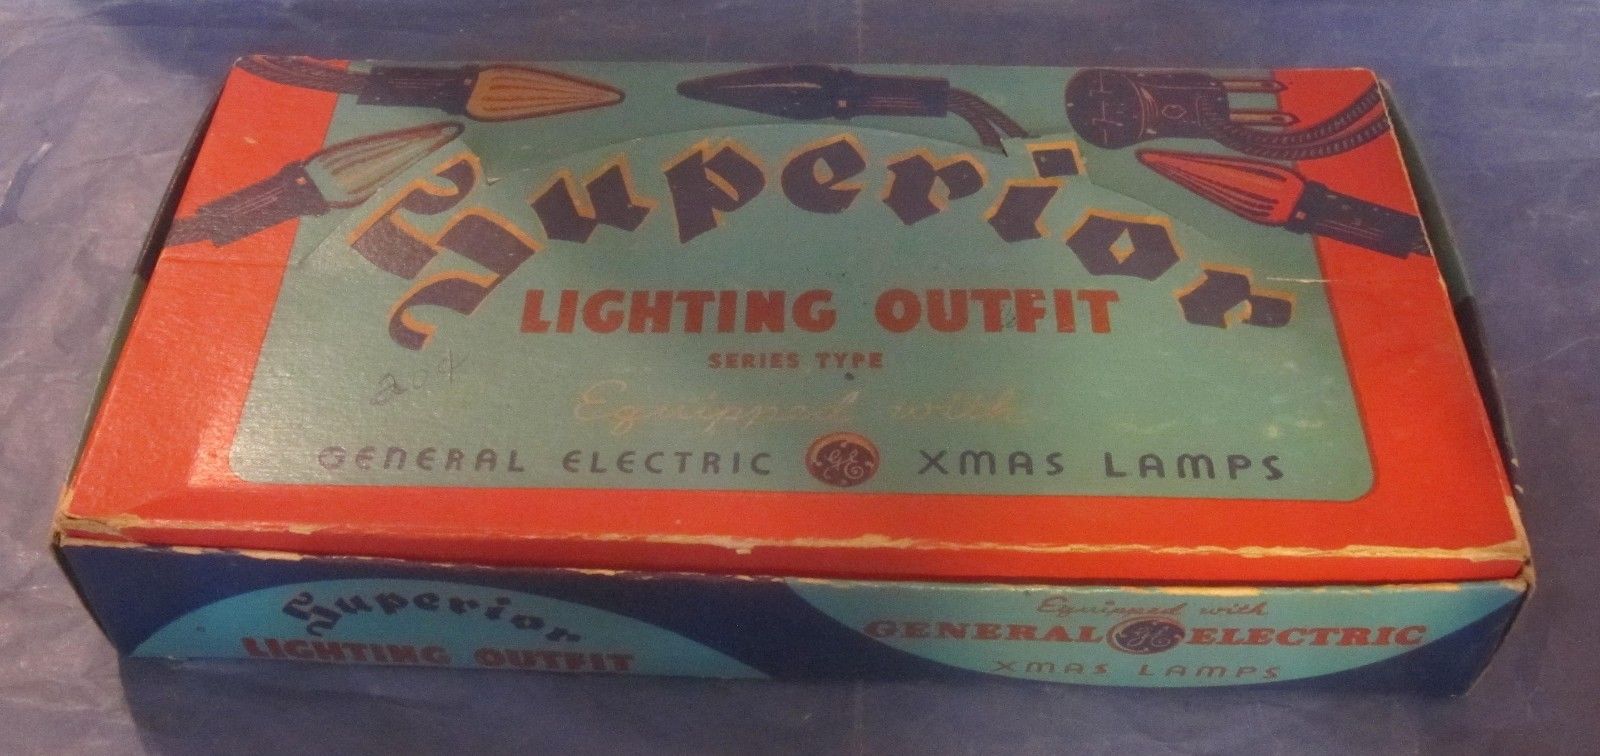 Superior
LIGHTING OUTFIT
SERIES TYPE
204
Equipped with
GENERAL ELECTRIC GE XMAS LAMPS
Superior
LIGHTING OUTFIT
Equipped with
GENERAL GE ELECTRIC
XMAS LAMPS